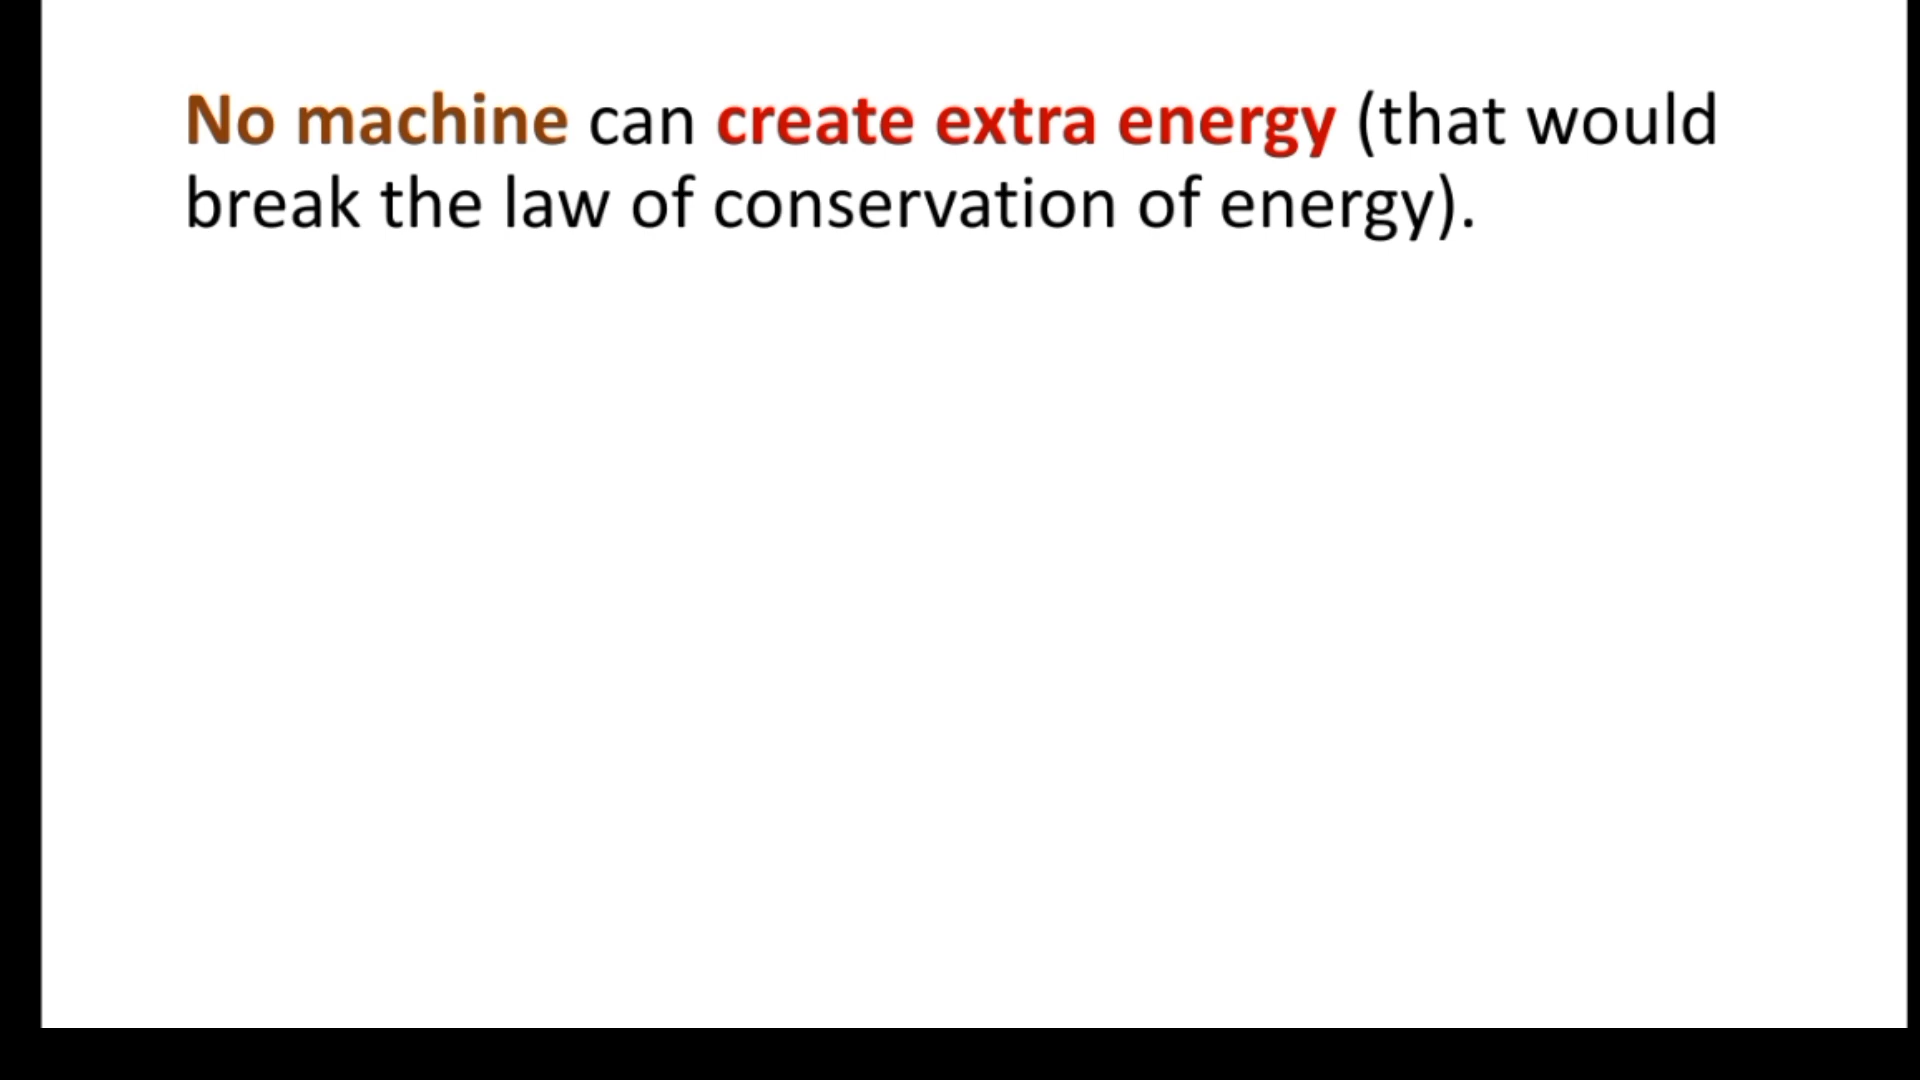 No machine can create extra energy (that would
break the law of conservation of energy).